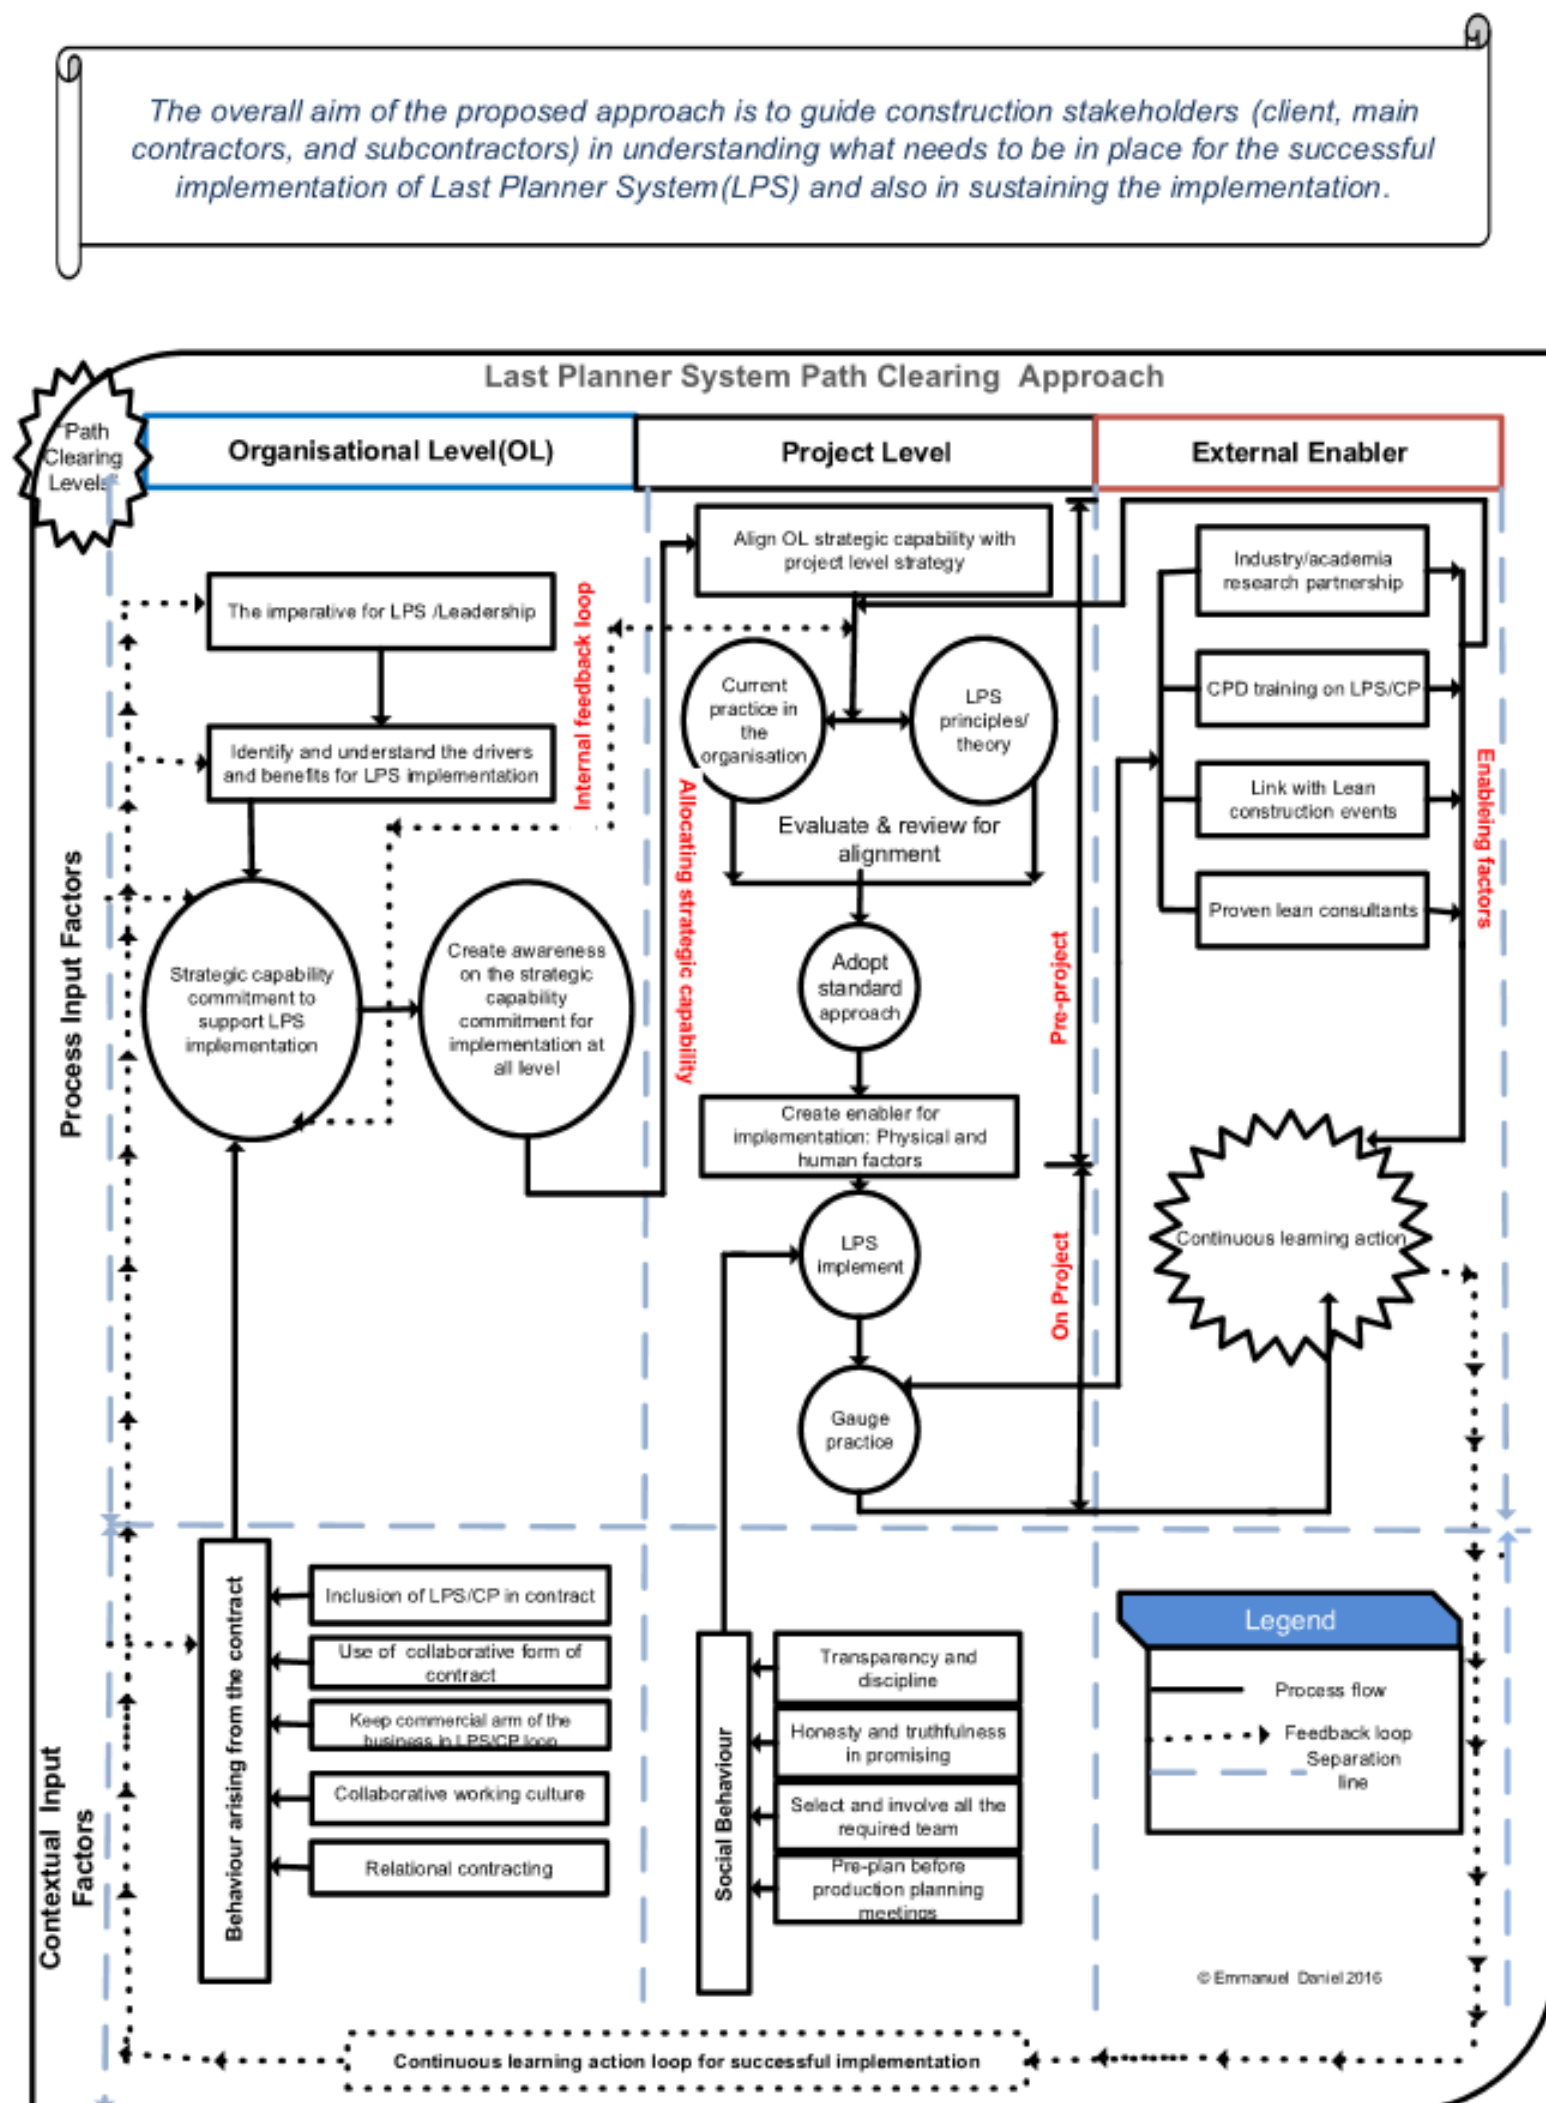 The overall aim of the proposed approach is to guide construction stakeholders (client, main
contractors, and subcontractors) in understanding what needs to be in place for the successful
implementation of Last Planner System(LPS) and also in sustaining the implementation.
Last Planner System Path Clearing Approach
"Path
Clearing
Levels"
Organisational Level(OL)
Project Level
External Enabler
Process Input Factors
The imperative for LPS /Leadership
Identify and understand the drivers
and benefits for LPS implementation
Internal feedback loop
Strategic capability
commitment to
support LPS
implementation
Create awareness
on the strategic
capability
commitment for
implementation at
all level
Allocating strategic capability
Align OL strategic capability with
project level strategy
Current
practice in
the
organisation
LPS
principles/
theory
Evaluate & review for
alignment
Adopt
standard
approach
Create enabler for
implementation: Physical and
human factors
LPS
implement
Gauge
practice
Pre-project
On Project
Industry/academia
research partnership
CPD training on LPS/CP
Link with Lean
construction events
Proven lean consultants
Enableing factors
Continuous learning action
Contextual Input
Factors
Behaviour arising from the contract
Inclusion of LPS/CP in contract
Use of collaborative form of
contract
Keep commercial arm of the
business in LPS/CP loop
Collaborative working culture
Relational contracting
Social Behaviour
Transparency and
discipline
Honesty and truthfulness
in promising
Select and involve all the
required team
Pre-plan before
production planning
meetings
Legend
Process flow
Feedback loop
Separation
line
© Emmanuel Daniel 2016
Continuous learning action loop for successful implementation